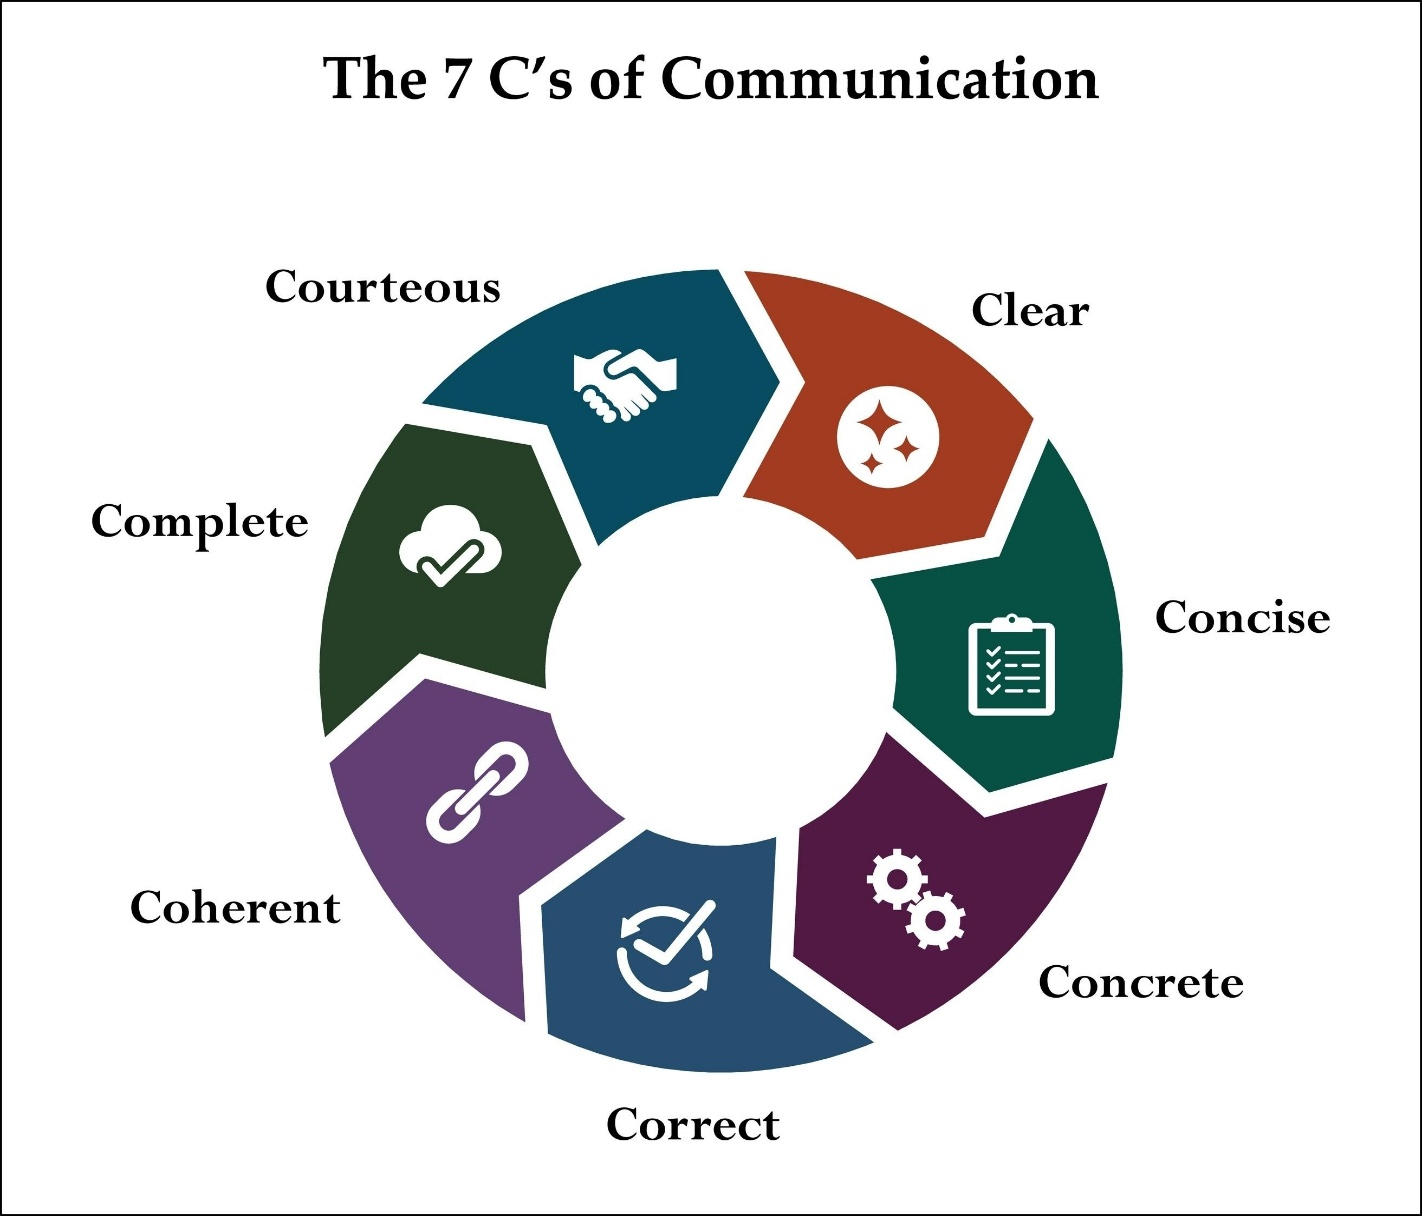 The 7 C’s of Communication
Courteous
Clear
Complete
Concise
Coherent
Concrete
Correct